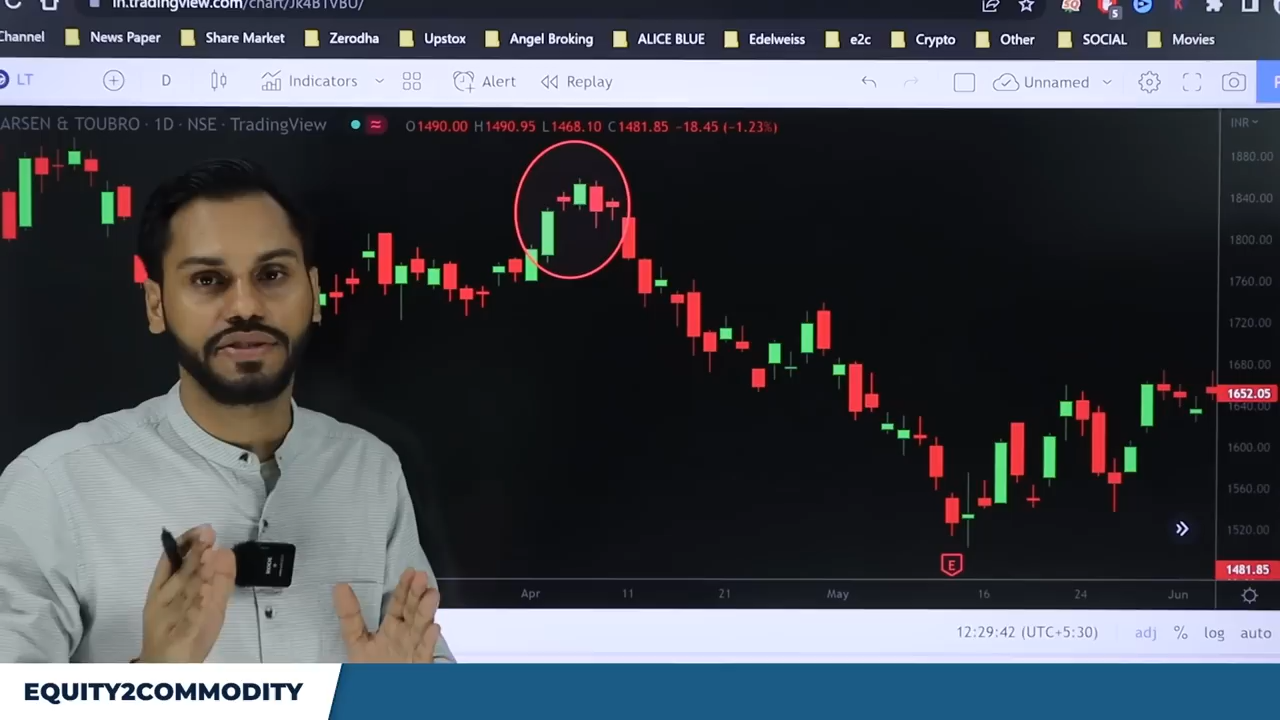 in.tradingview.com/chart/Jk4B1VBU/
Channel News Paper Share Market Zerodha Upstox Angel Broking ALICE BLUE Edelweiss e2c Crypto Other SOCIAL Movies
LT D Indicators Alert Replay Unnamed
ARSEN & TOUBRO · 1D · NSE · TradingView O1490.00 H1490.95 L1468.10 C1481.85 −18.45 (−1.23%)
INR
1880.00
1840.00
1800.00
1760.00
1720.00
1680.00
1652.05
1640.00
1600.00
1560.00
1520.00
E
1481.85
Apr 11 21 May 16 24 Jun
12:29:42 (UTC+5:30) adj % log auto
EQUITY2COMMODITY